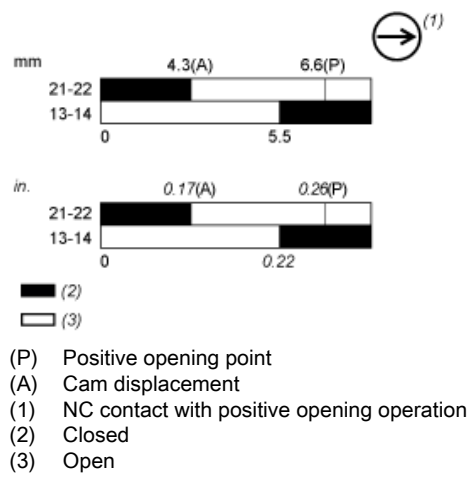 (1)
mm
4.3(A) 6.6(P)
21-22
13-14
0 5.5
in.
0.17(A) 0.26(P)
21-22
13-14
0 0.22
(2)
(3)
(P) Positive opening point
(A) Cam displacement
(1) NC contact with positive opening operation
(2) Closed
(3) Open